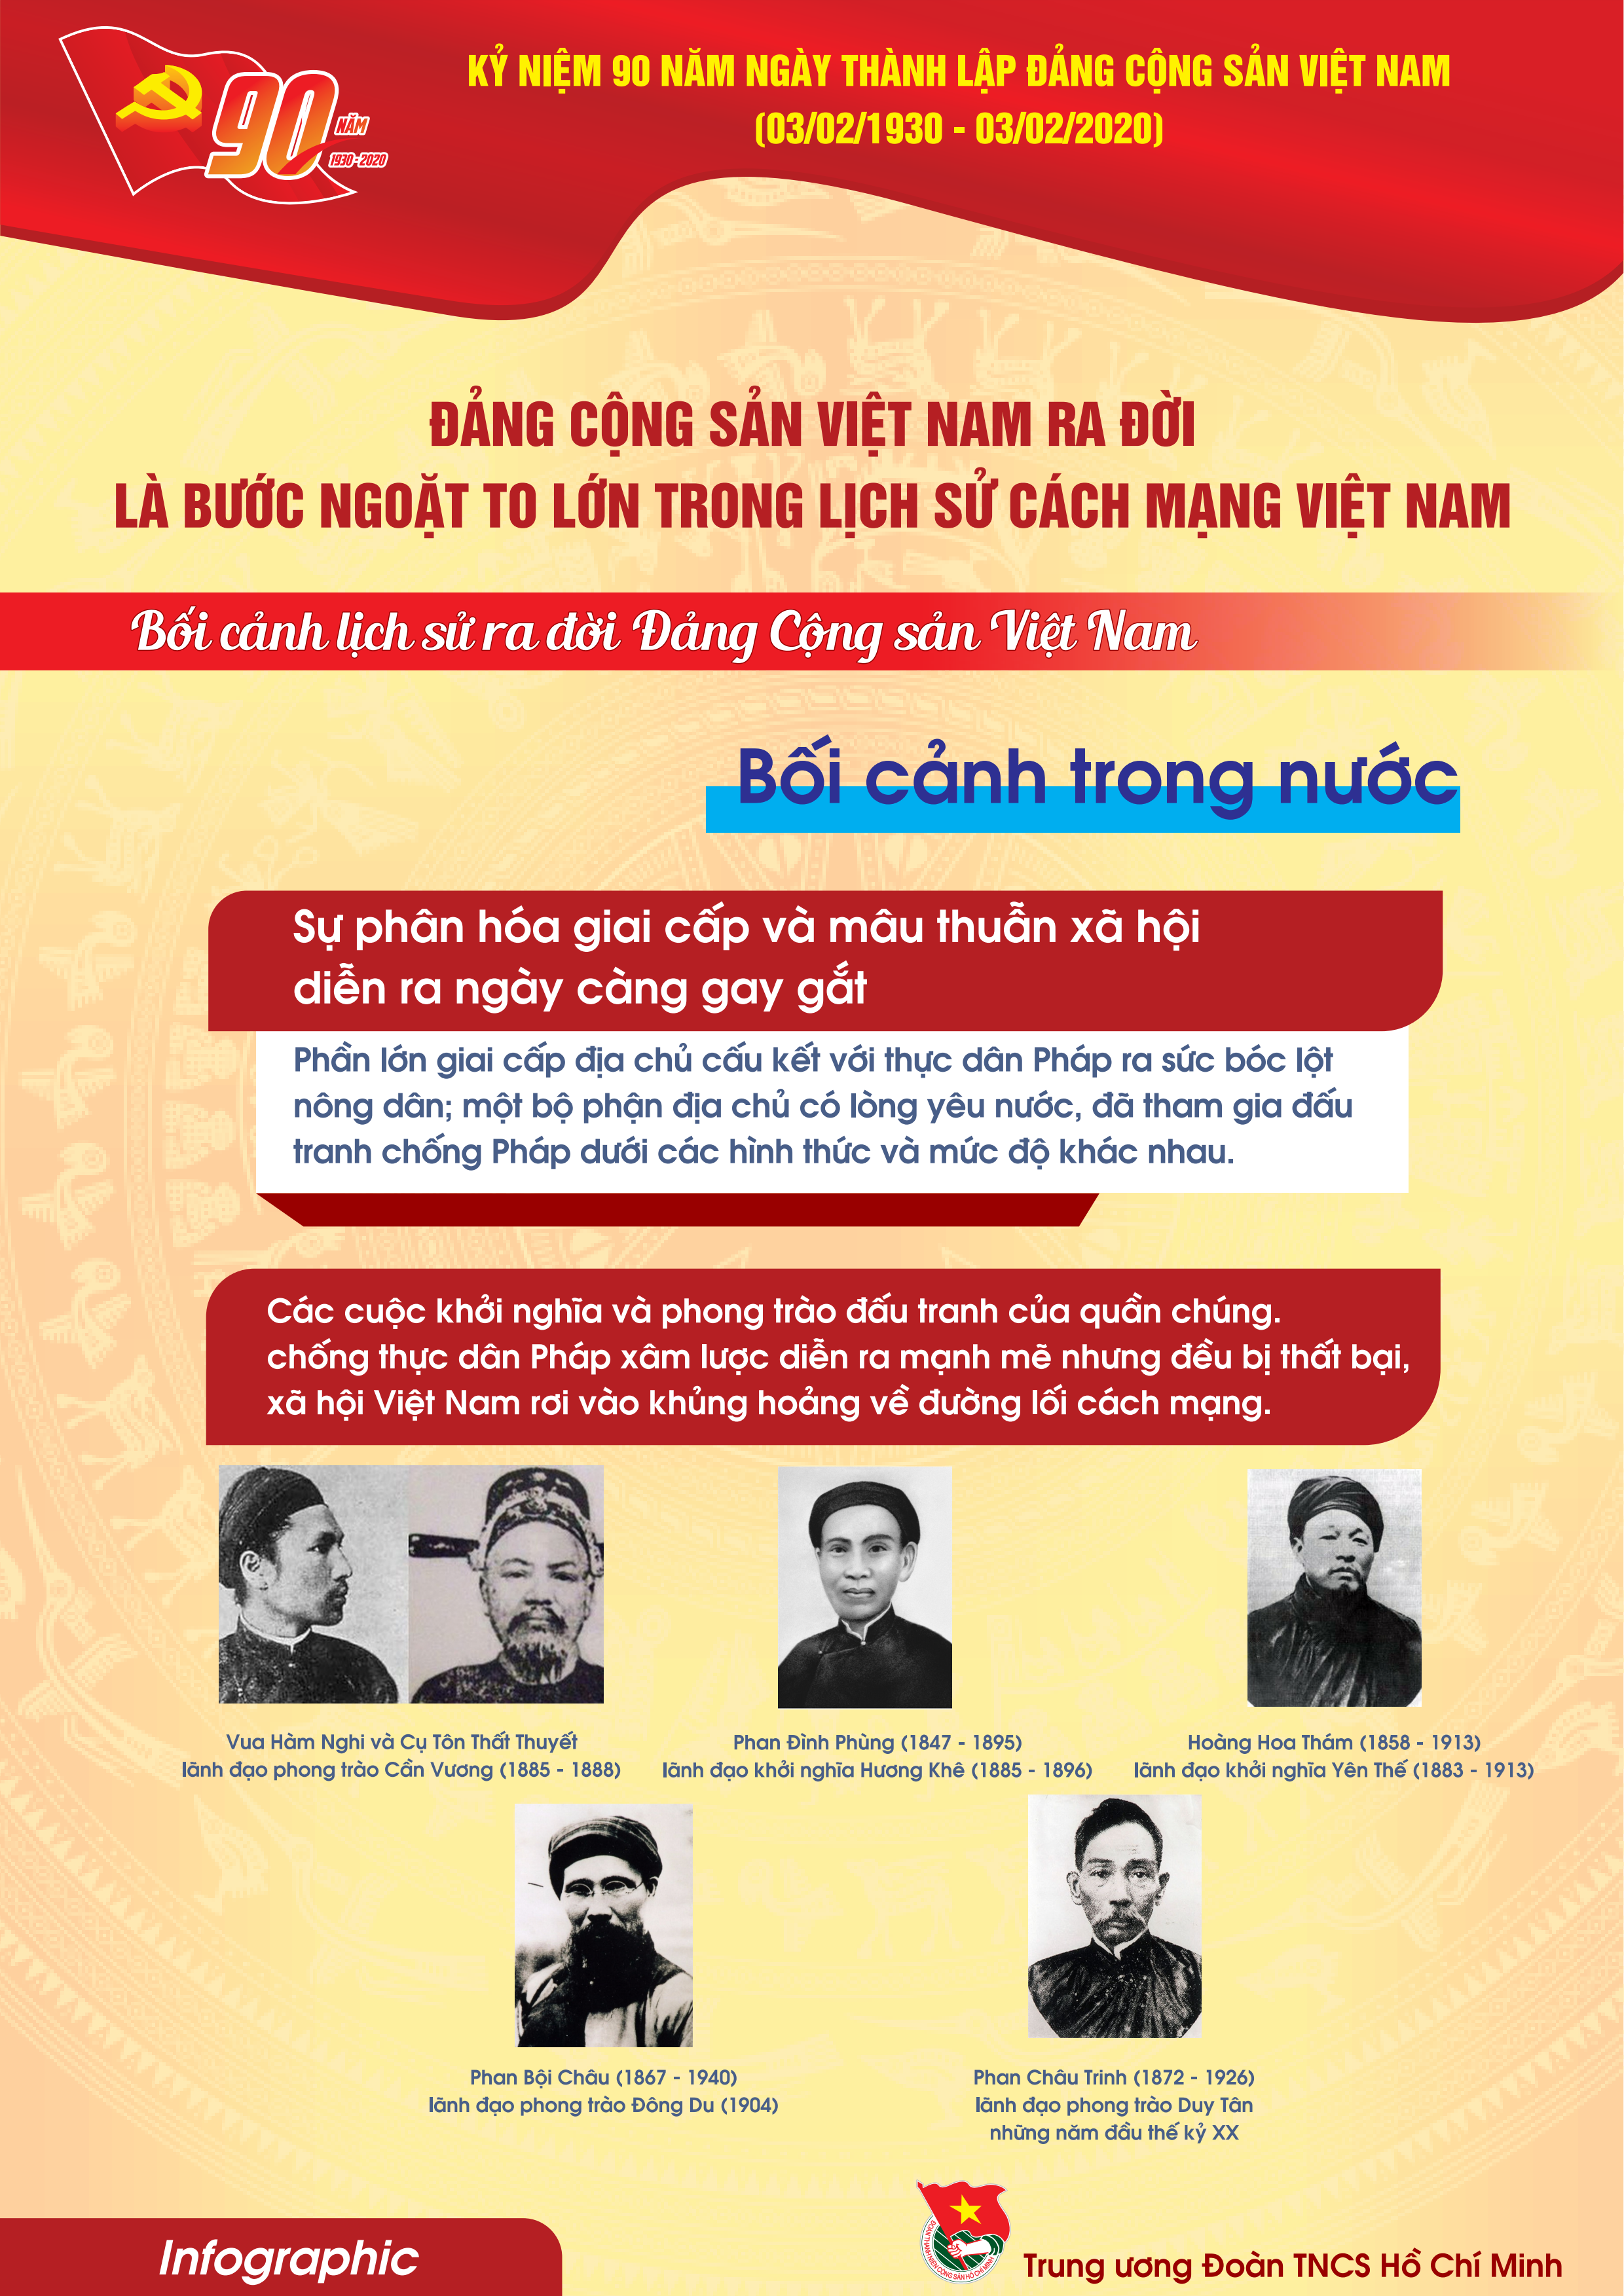 90 NĂM
1930-2020
KỶ NIỆM 90 NĂM NGÀY THÀNH LẬP ĐẢNG CỘNG SẢN VIỆT NAM
(03/02/1930 - 03/02/2020)
ĐẢNG CỘNG SẢN VIỆT NAM RA ĐỜI
LÀ BƯỚC NGOẶT TO LỚN TRONG LỊCH SỬ CÁCH MẠNG VIỆT NAM
Bối cảnh lịch sử ra đời Đảng Cộng sản Việt Nam
Bối cảnh trong nước
Sự phân hóa giai cấp và mâu thuẫn xã hội
diễn ra ngày càng gay gắt
Phần lớn giai cấp địa chủ cấu kết với thực dân Pháp ra sức bóc lột
nông dân; một bộ phận địa chủ có lòng yêu nước, đã tham gia đấu
tranh chống Pháp dưới các hình thức và mức độ khác nhau.
Các cuộc khởi nghĩa và phong trào đấu tranh của quần chúng.
chống thực dân Pháp xâm lược diễn ra mạnh mẽ nhưng đều bị thất bại,
xã hội Việt Nam rơi vào khủng hoảng về đường lối cách mạng.
Vua Hàm Nghi và Cụ Tôn Thất Thuyết
lãnh đạo phong trào Cần Vương (1885 - 1888)
Phan Đình Phùng (1847 - 1895)
lãnh đạo khởi nghĩa Hương Khê (1885 - 1896)
Hoàng Hoa Thám (1858 - 1913)
lãnh đạo khởi nghĩa Yên Thế (1883 - 1913)
Phan Bội Châu (1867 - 1940)
lãnh đạo phong trào Đông Du (1904)
Phan Châu Trinh (1872 - 1926)
lãnh đạo phong trào Duy Tân
những năm đầu thế kỷ XX
Infographic
ĐOÀN THANH NIÊN CỘNG SẢN HỒ CHÍ MINH
Trung ương Đoàn TNCS Hồ Chí Minh